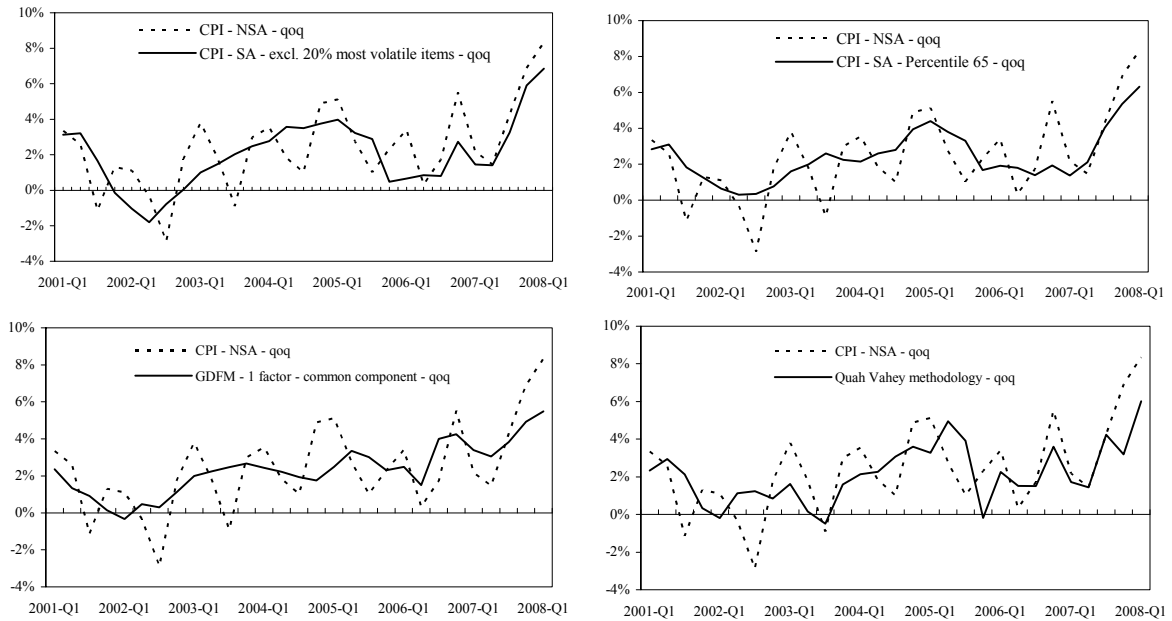 10%
8%
6%
4%
2%
0%
-2%
-4%
CPI - NSA - qoq
CPI - SA - excl. 20% most volatile items - qoq
2001-Q1 2002-Q1 2003-Q1 2004-Q1 2005-Q1 2006-Q1 2007-Q1 2008-Q1
10%
8%
6%
4%
2%
0%
-2%
-4%
CPI - NSA - qoq
CPI - SA - Percentile 65 - qoq
2001-Q1 2002-Q1 2003-Q1 2004-Q1 2005-Q1 2006-Q1 2007-Q1 2008-Q1
10%
8%
6%
4%
2%
0%
-2%
-4%
CPI - NSA - qoq
GDFM - 1 factor - common component - qoq
2001-Q1 2002-Q1 2003-Q1 2004-Q1 2005-Q1 2006-Q1 2007-Q1 2008-Q1
10%
8%
6%
4%
2%
0%
-2%
-4%
CPI - NSA - qoq
Quah Vahey methodology - qoq
2001-Q1 2002-Q1 2003-Q1 2004-Q1 2005-Q1 2006-Q1 2007-Q1 2008-Q1